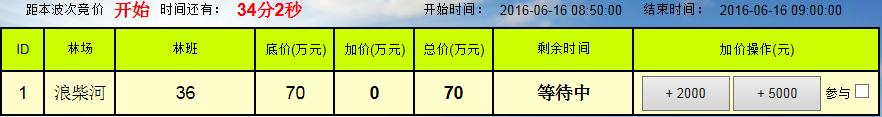 距本波次竞价 开始 时间还有： 34分2秒 开始时间： 2016-06-16 08:50:00 结束时间： 2016-06-16 09:00:00
ID 林场 林班 底价(万元) 加价(万元) 总价(万元) 剩余时间 加价操作(元)
1 浪柴河 36 70 0 70 等待中 + 2000 + 5000 参与